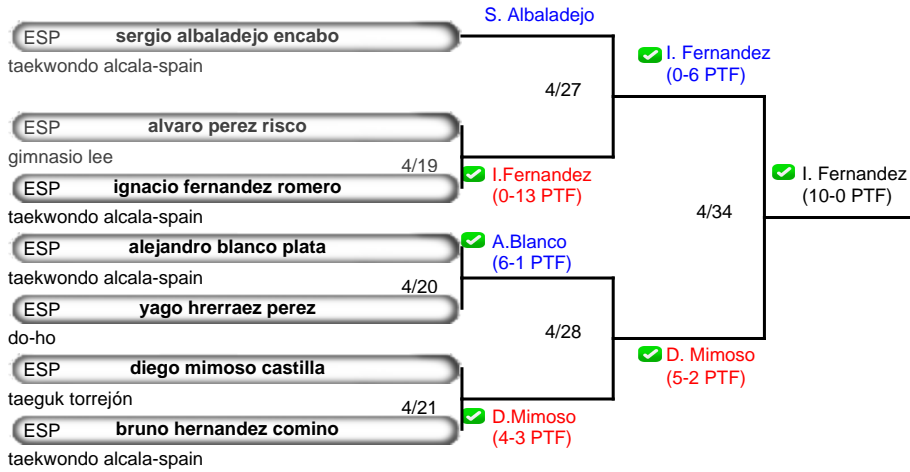 S. Albaladejo
ESP sergio albaladejo encabo
taekwondo alcala-spain
4/27
I. Fernandez
(0-6 PTF)
ESP alvaro perez risco
gimnasio lee
4/19
I.Fernandez
(0-13 PTF)
ESP ignacio fernandez romero
taekwondo alcala-spain
4/34
I. Fernandez
(10-0 PTF)
ESP alejandro blanco plata
taekwondo alcala-spain
A.Blanco
(6-1 PTF)
4/20
ESP yago hrerraez perez
do-ho
4/28
D. Mimoso
(5-2 PTF)
ESP diego mimoso castilla
taeguk torrejón
4/21
D.Mimoso
(4-3 PTF)
ESP bruno hernandez comino
taekwondo alcala-spain